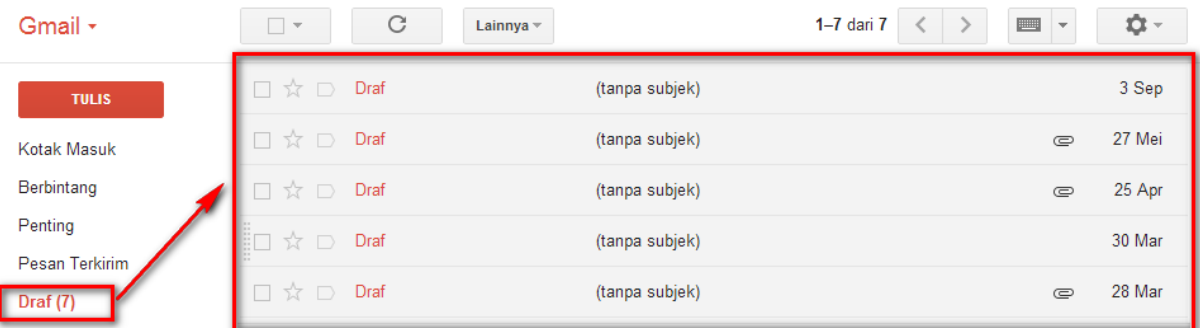 Gmail
Lainnya
1–7 dari 7
TULIS
Kotak Masuk
Berbintang
Penting
Pesan Terkirim
Draf (7)
Draf (tanpa subjek) 3 Sep
Draf (tanpa subjek) 27 Mei
Draf (tanpa subjek) 25 Apr
Draf (tanpa subjek) 30 Mar
Draf (tanpa subjek) 28 Mar